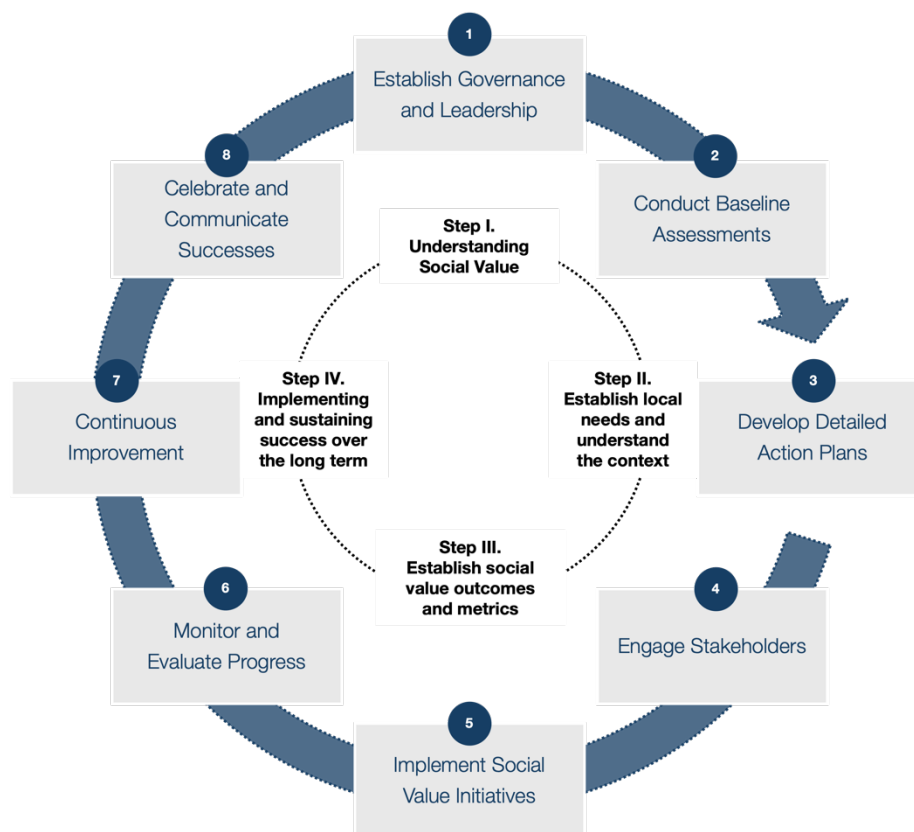 1
Establish Governance
and Leadership
2
Conduct Baseline
Assessments
3
Develop Detailed
Action Plans
4
Engage Stakeholders
5
Implement Social
Value Initiatives
6
Monitor and
Evaluate Progress
7
Continuous
Improvement
8
Celebrate and
Communicate
Successes
Step I.
Understanding
Social Value
Step II.
Establish local
needs and
understand
the context
Step III.
Establish social
value outcomes
and metrics
Step IV.
Implementing
and sustaining
success over
the long term